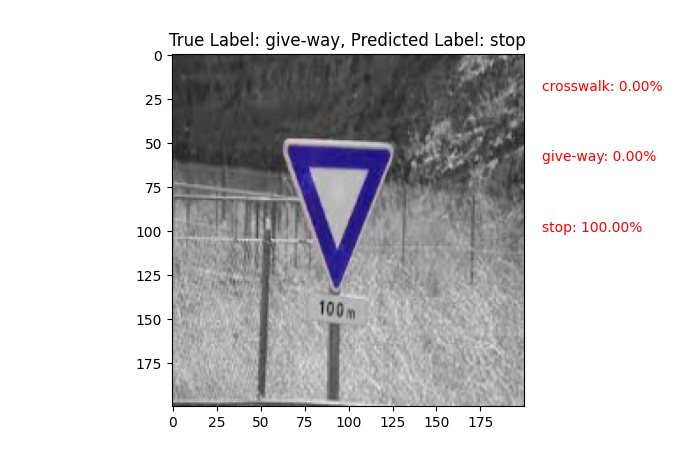 True Label: give-way, Predicted Label: stop
0
25
50
75
100
125
150
175
0 25 50 75 100 125 150 175
crosswalk: 0.00%
give-way: 0.00%
stop: 100.00%
100m